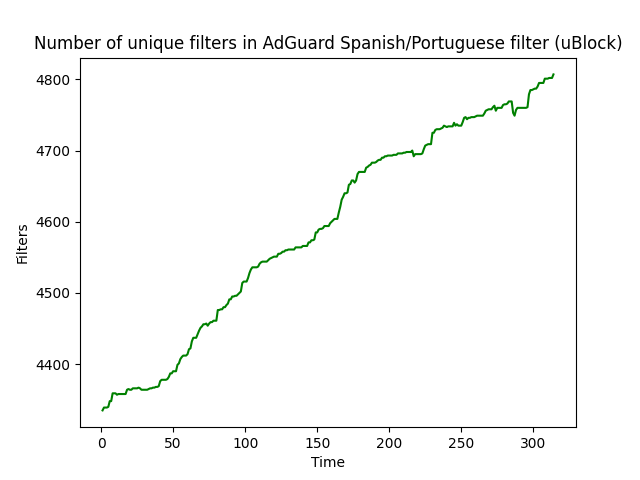 Number of unique filters in AdGuard Spanish/Portuguese filter (uBlock)
4800
4700
4600
4500
4400
Filters
0 50 100 150 200 250 300
Time